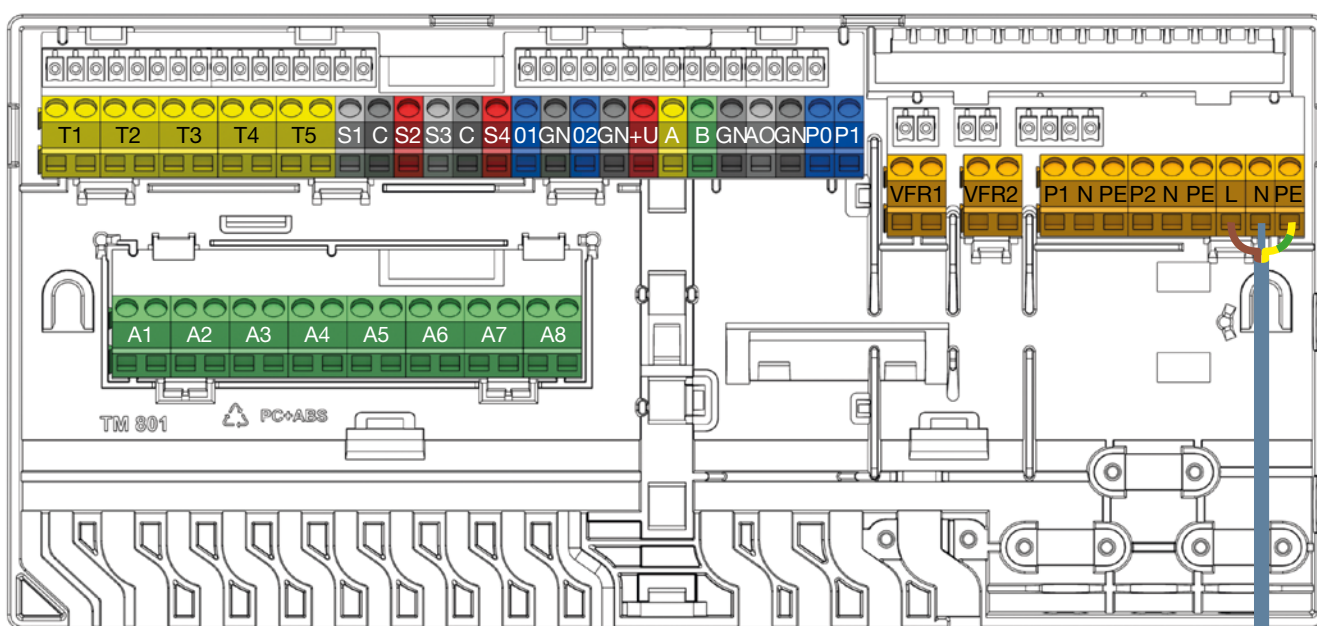 T1 T2 T3 T4 T5 S1 C S2 S3 C S4 01 GN 02 GN +U A B GN AO GN P0 P1
VFR1 VFR2 P1 N PE P2 N PE L N PE
A1 A2 A3 A4 A5 A6 A7 A8
TM 801 PC+ABS